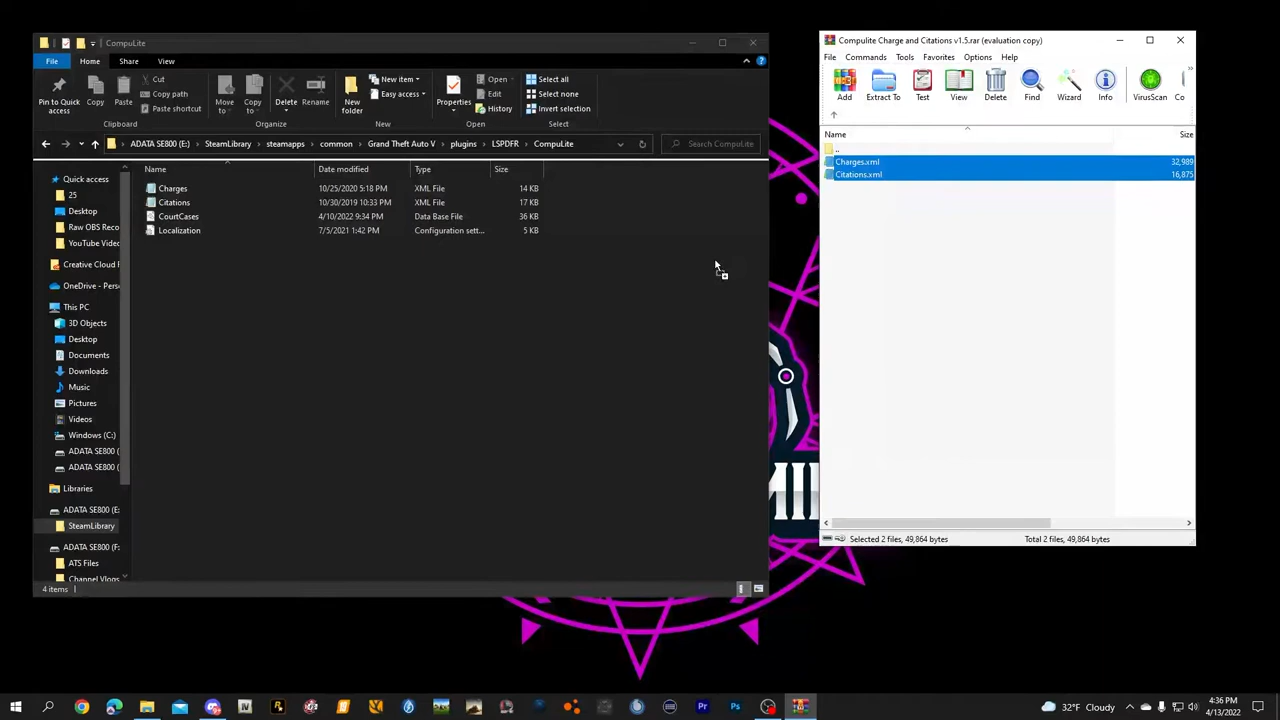 CompuLite
File
Home
Share
View
Pin to Quick access
Copy
Paste
Cut
Copy path
Paste shortcut
Move to
Copy to
Delete
Rename
New folder
New item
Easy access
Properties
Open
Edit
History
Select all
Select none
Invert selection
Organize
New
Open
Select
ADATA SE800 (E:) > SteamLibrary > steamapps > common > Grand Theft Auto V > plugins > LSPDFR > CompuLite
Search CompuLite
Name Date modified Type Size
Charges 10/25/2020 5:18 PM XML File 14 KB
Citations 10/30/2019 10:33 PM XML File 17 KB
CourtCases 4/10/2022 9:34 PM Data Base File 36 KB
Localization 7/5/2021 1:42 PM Configuration sett... 5 KB
Quick access
25
Desktop
Raw OBS Reco
YouTube Video
Creative Cloud F
OneDrive - Perso
This PC
3D Objects
Desktop
Documents
Downloads
Music
Pictures
Videos
Windows (C:)
ADATA SE800 (
ADATA SE800 (
Libraries
ADATA SE800 (E:
SteamLibrary
ADATA SE800 (F:
ATS Files
Channel Vlogs
4 items
Compulite Charge and Citations v1.5.rar (evaluation copy)
File Commands Tools Favorites Options Help
Add Extract To Test View Delete Find Wizard Info VirusScan Co
Name Size
..
Charges.xml 32,989
Citations.xml 16,875
Selected 2 files, 49,864 bytes
Total 2 files, 49,864 bytes
32°F Cloudy
4:36 PM
4/13/2022